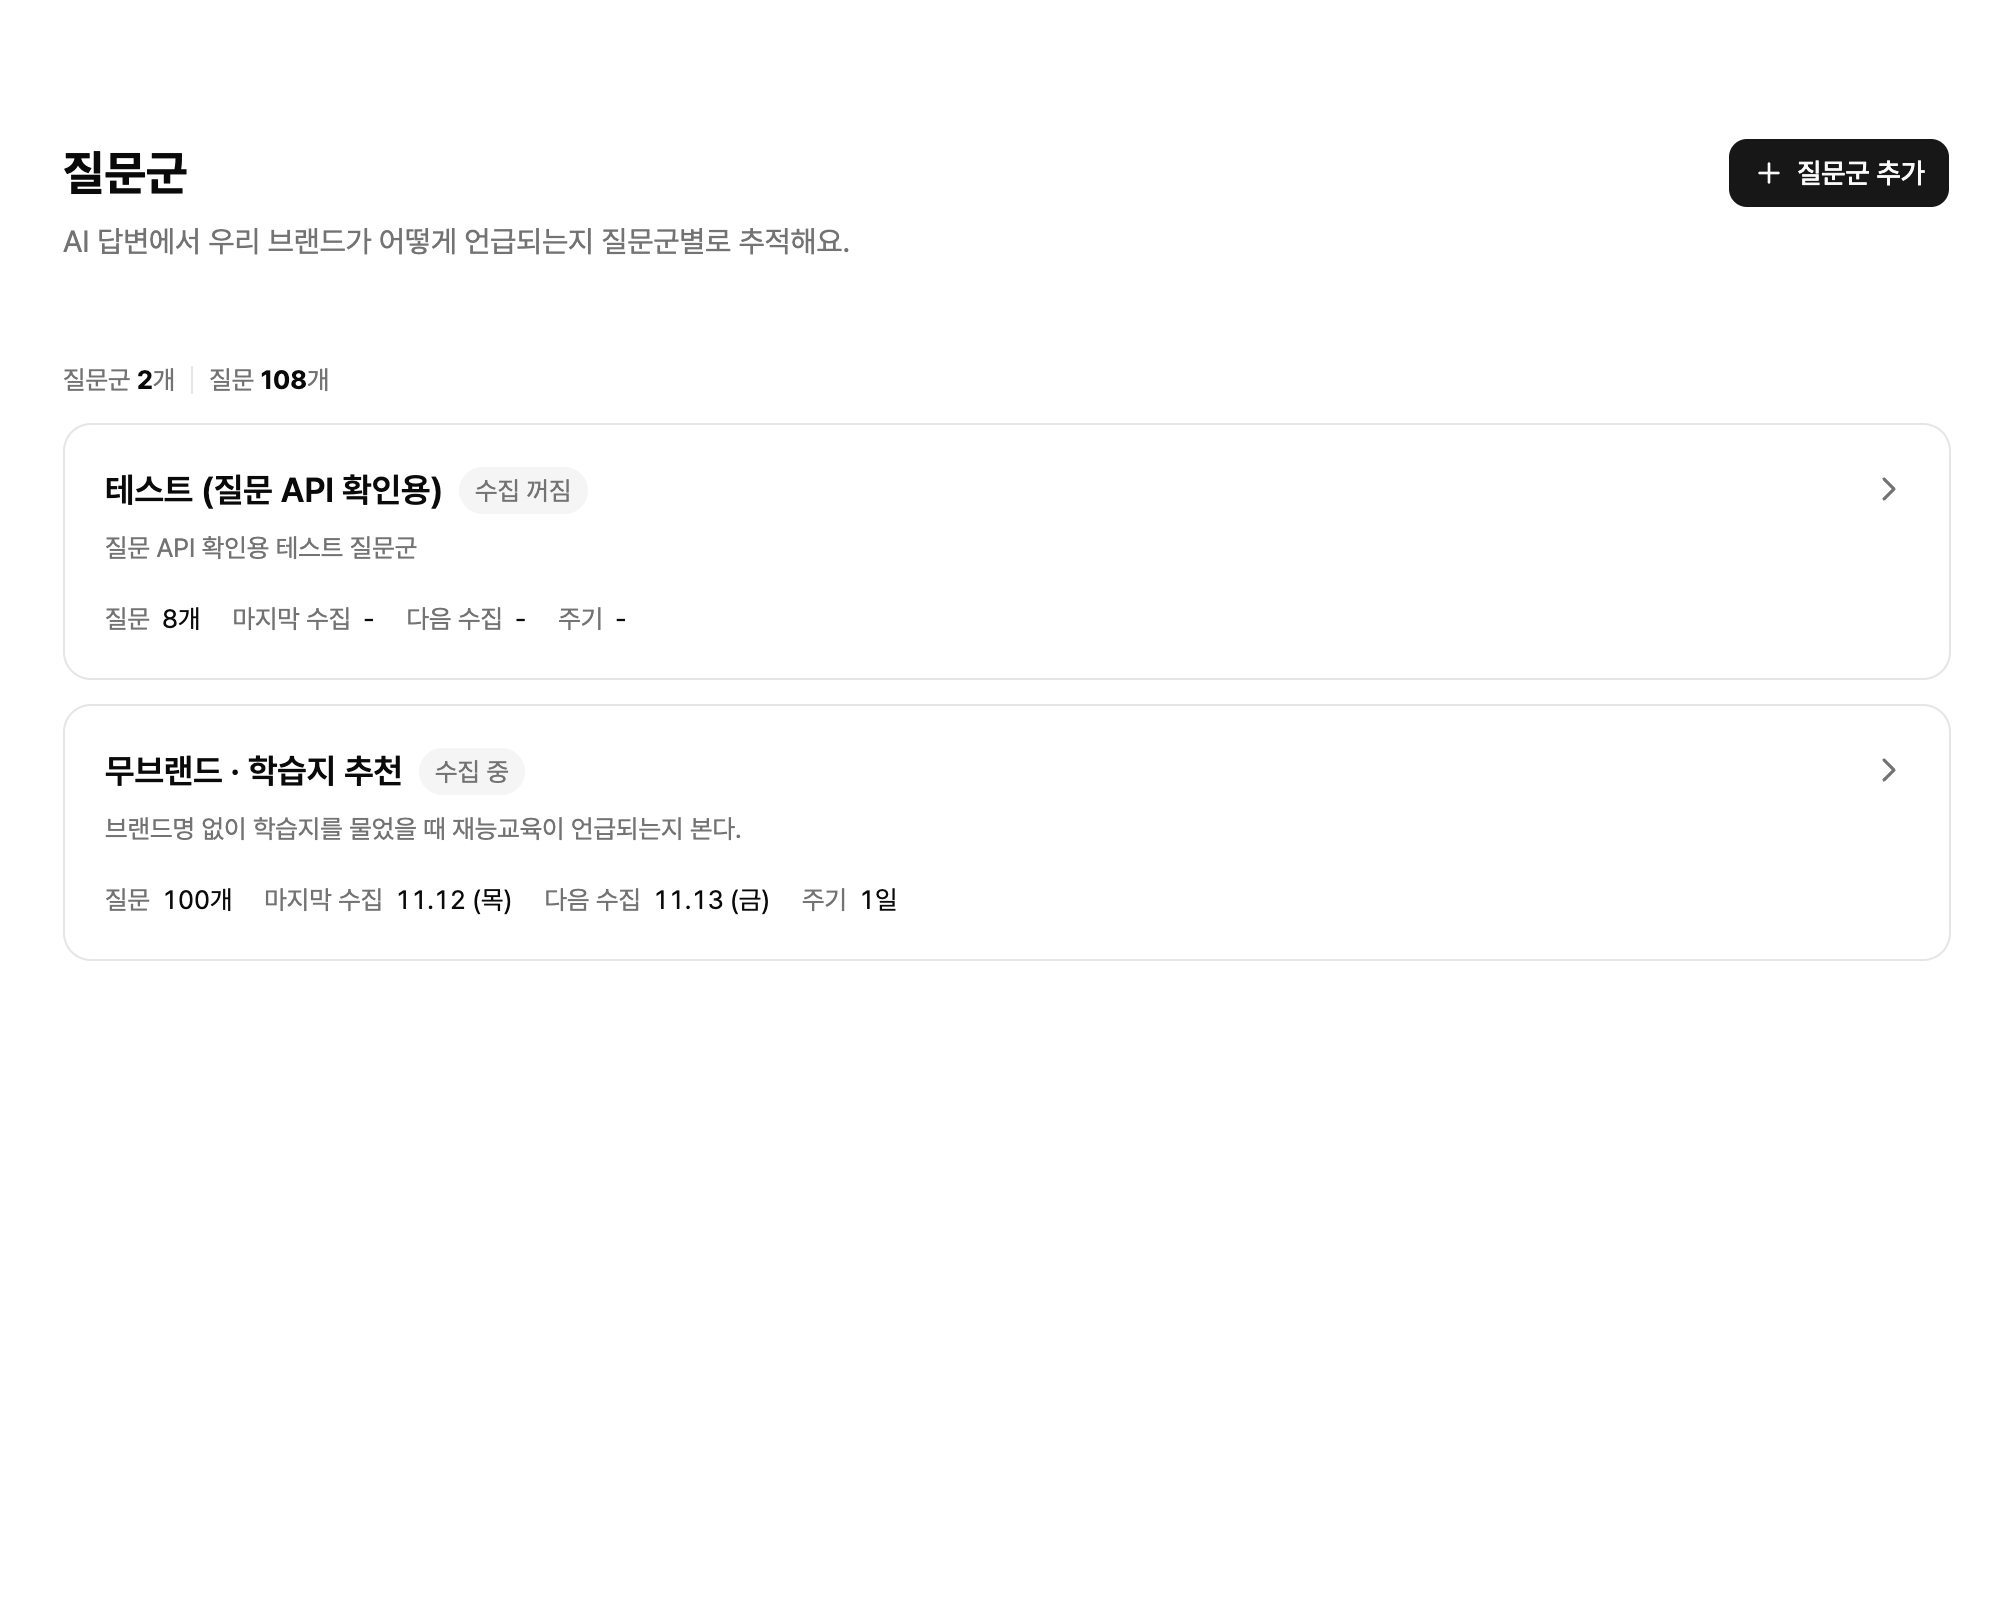 질문군
+ 질문군 추가
AI 답변에서 우리 브랜드가 어떻게 언급되는지 질문군별로 추적해요.
질문군 2개 | 질문 108개
테스트 (질문 API 확인용) 수집 꺼짐
질문 API 확인용 테스트 질문군
질문 8개 마지막 수집 - 다음 수집 - 주기 -
무브랜드 · 학습지 추천 수집 중
브랜드명 없이 학습지를 물었을 때 재능교육이 언급되는지 본다.
질문 100개 마지막 수집 11.12 (목) 다음 수집 11.13 (금) 주기 1일